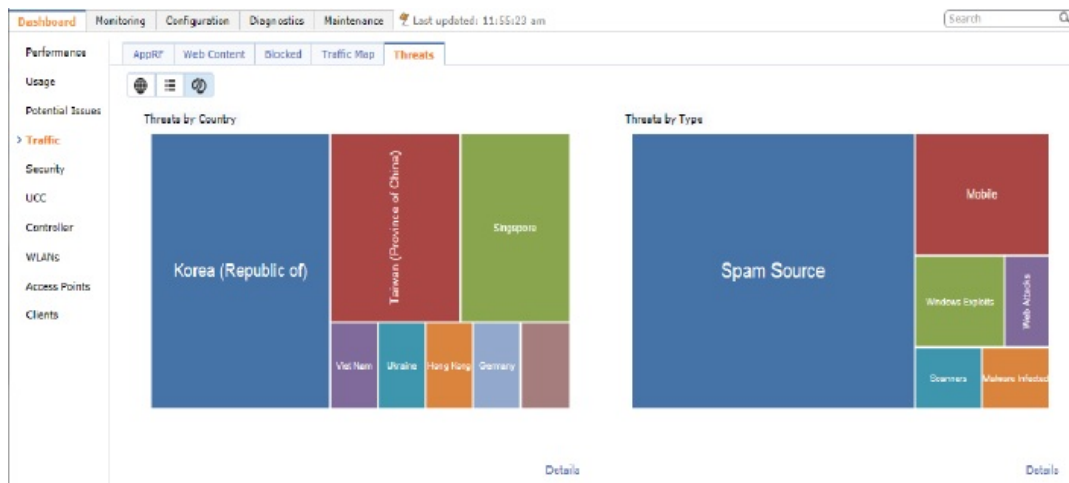 Dashboard Monitoring Configuration Diagnostics Maintenance Last updated: 11:55:23 am Search
Performance
Usage
Potential Issues
Traffic
Security
UCC
Controller
WLANs
Access Points
Clients
AppRF Web Content Blocked Traffic Map Threats
Threats by Country
Korea (Republic of)
Taiwan (Province of China)
Singapore
Viet Nam
Ukraine
Hong Kong
Germany
Details
Threats by Type
Spam Source
Mobile
Windows Exploits
Web Attacks
Scanners
Malware Infected
Details